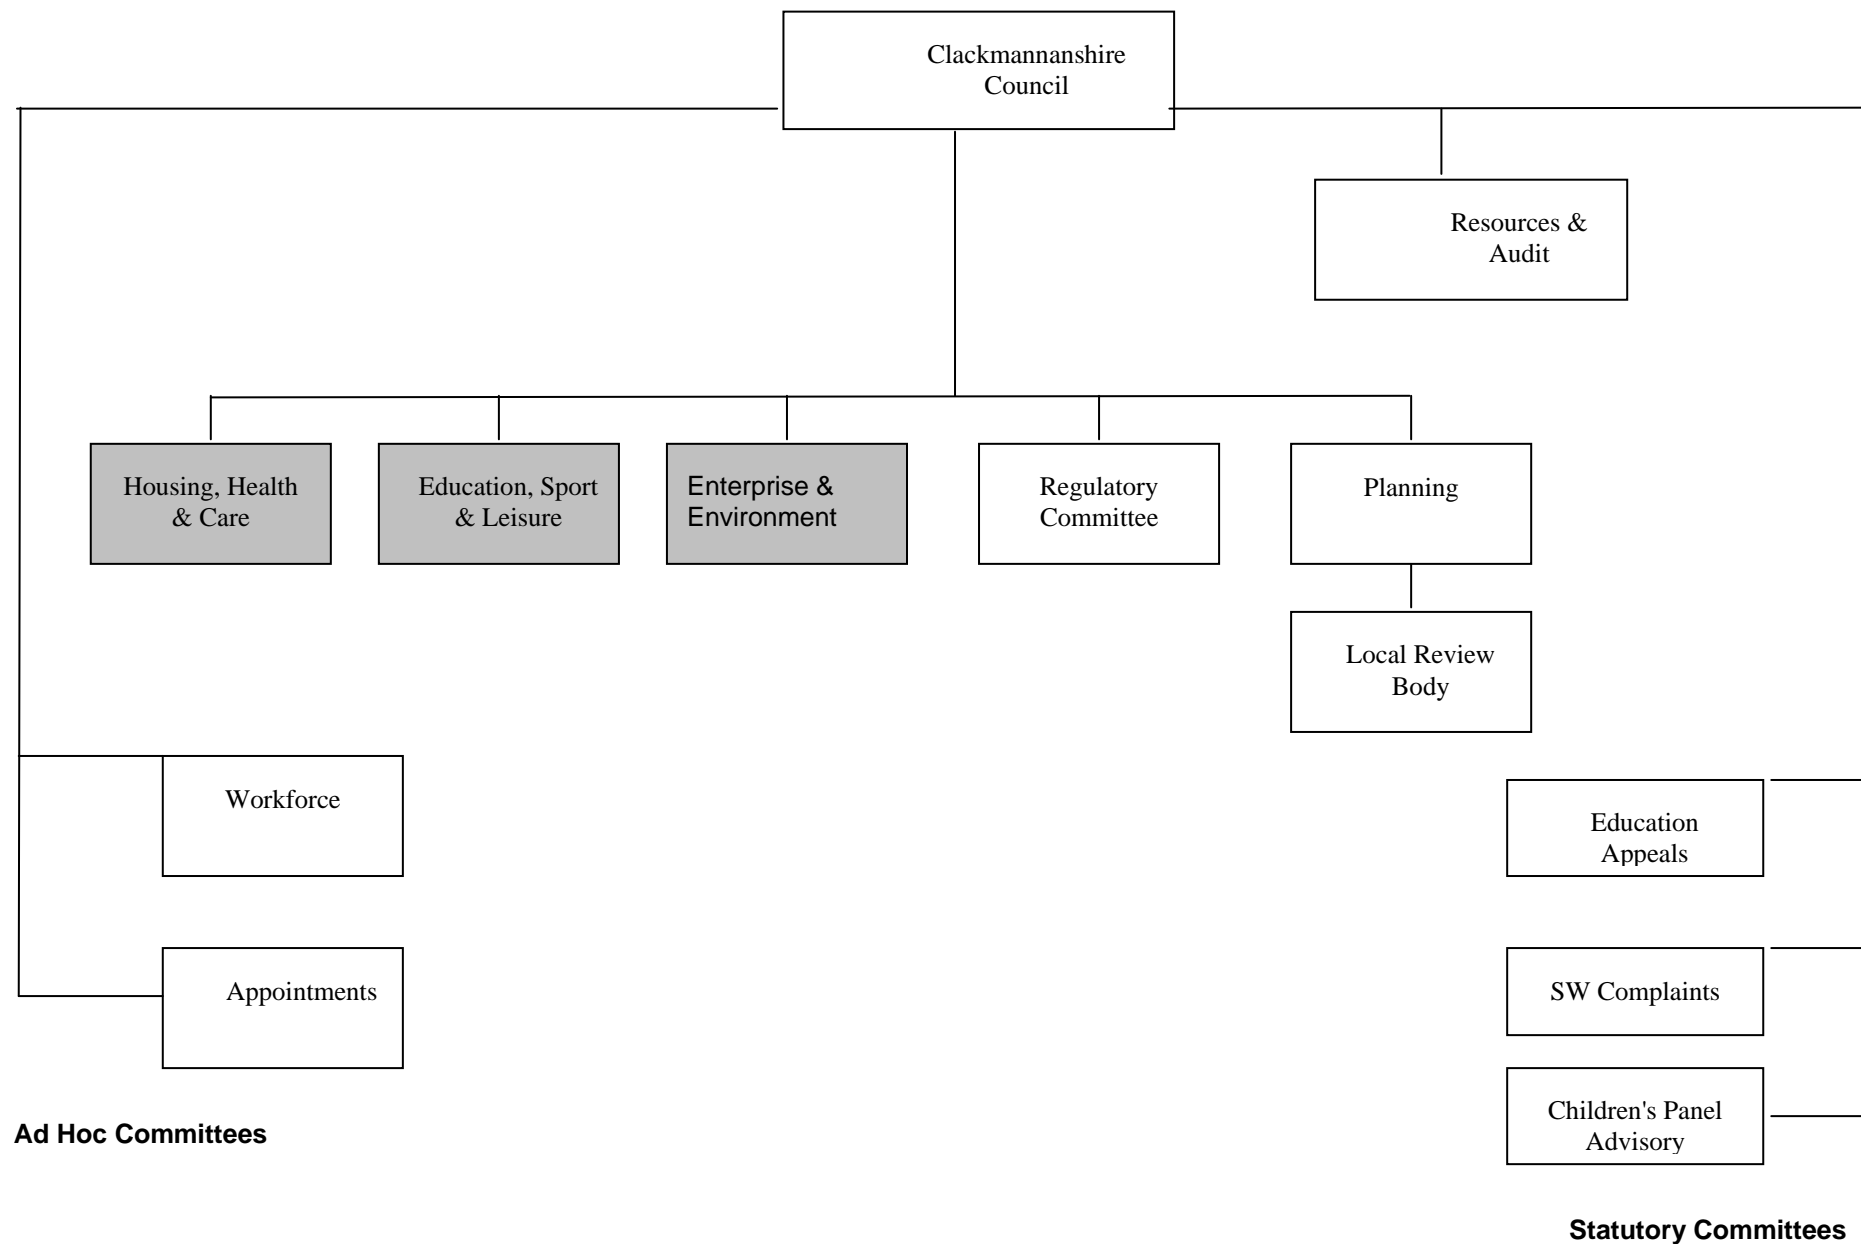 Clackmannanshire
Council
Resources &
Audit
Housing, Health
& Care
Education, Sport
& Leisure
Enterprise &
Environment
Regulatory
Committee
Planning
Local Review
Body
Workforce
Education
Appeals
Appointments
SW Complaints
Children's Panel
Advisory
Ad Hoc Committees
Statutory Committees